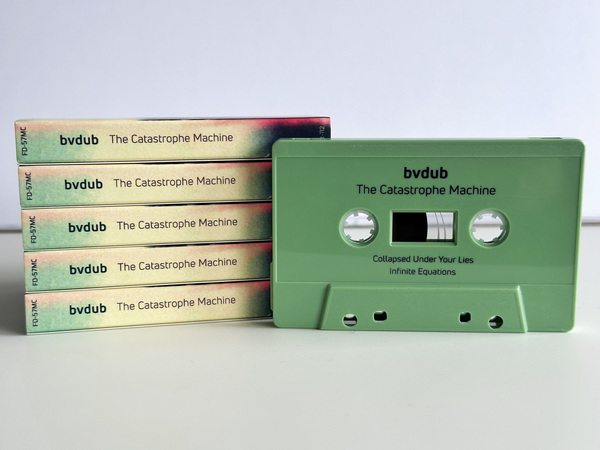 FD-57MC bvdub The Catastrophe Machine
FD-57MC bvdub The Catastrophe Machine
FD-57MC bvdub The Catastrophe Machine
FD-57MC bvdub The Catastrophe Machine
FD-57MC bvdub The Catastrophe Machine
bvdub
The Catastrophe Machine
Collapsed Under Your Lies
Infinite Equations